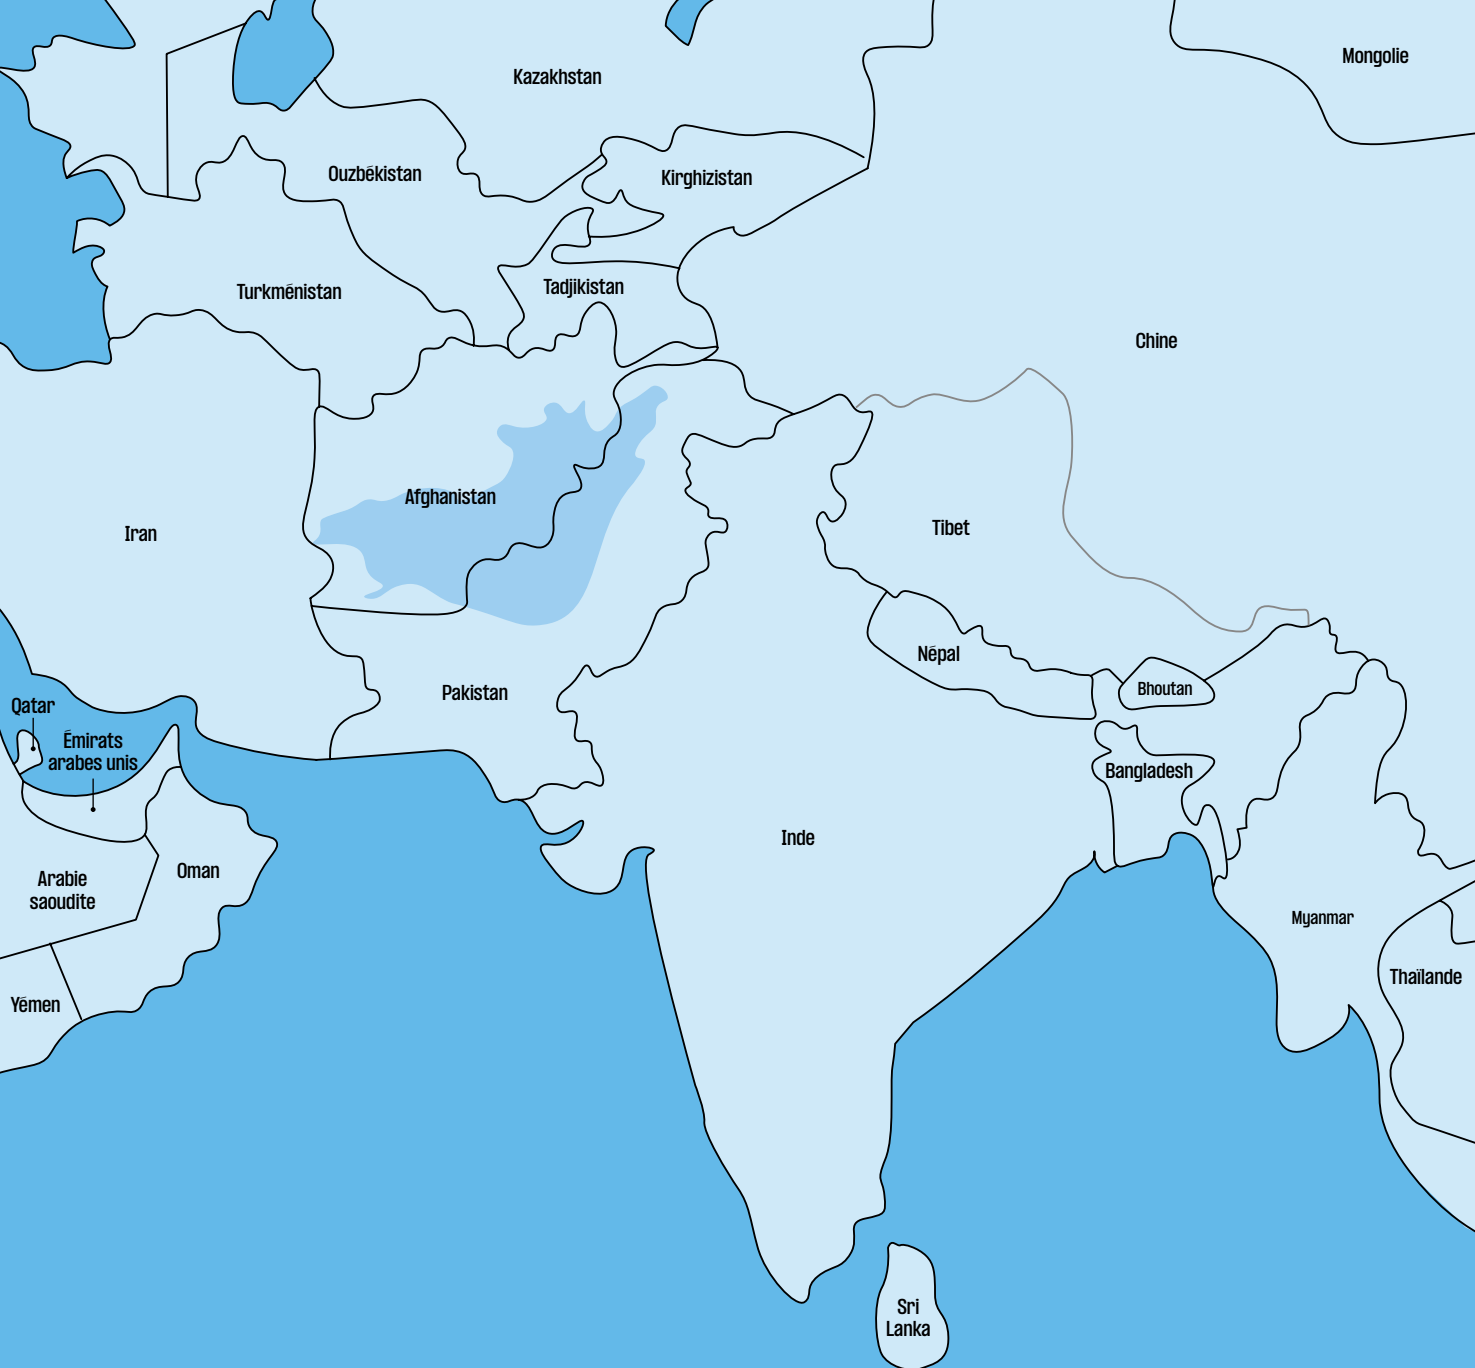 Mongolie
Kazakhstan
Ouzbékistan
Kirghizistan
Turkménistan
Tadjikistan
Chine
Afghanistan
Iran
Tibet
Népal
Pakistan
Bhoutan
Qatar
Émirats
arabes unis
Bangladesh
Inde
Oman
Arabie
saoudite
Myanmar
Thaïlande
Yémen
Sri
Lanka